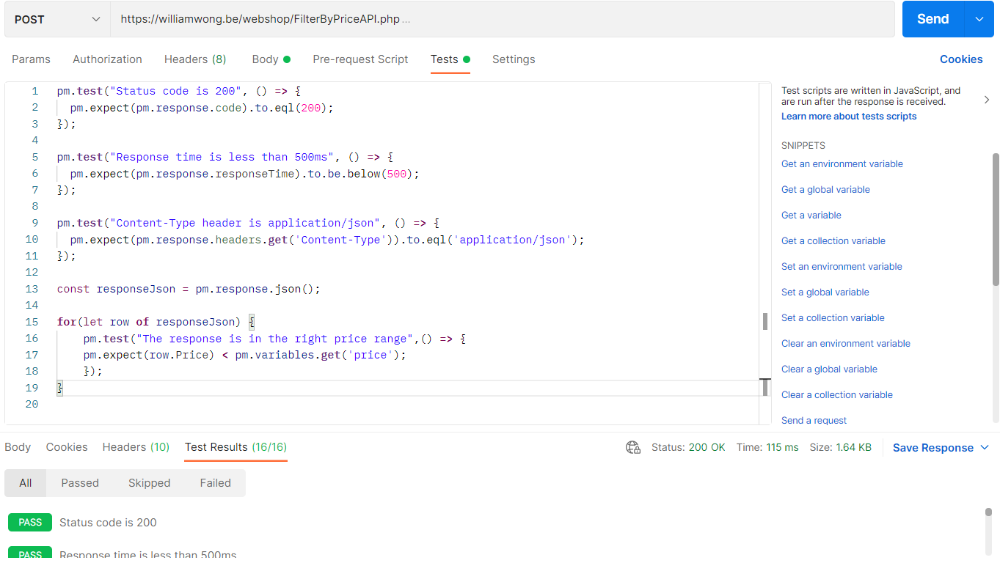 POST https://williamwong.be/webshop/FilterByPriceAPI.php ... Send
Params Authorization Headers (8) Body Pre-request Script Tests Settings Cookies
1 pm.test("Status code is 200", () => {
2 pm.expect(pm.response.code).to.eql(200);
3 });
4
5 pm.test("Response time is less than 500ms", () => {
6 pm.expect(pm.response.responseTime).to.be.below(500);
7 });
8
9 pm.test("Content-Type header is application/json", () => {
10 pm.expect(pm.response.headers.get('Content-Type')).to.eql('application/json');
11 });
12
13 const responseJson = pm.response.json();
14
15 for(let row of responseJson) {
16 pm.test("The response is in the right price range",() => {
17 pm.expect(row.Price) < pm.variables.get('price');
18 });
19 }
20
Test scripts are written in JavaScript, and
are run after the response is received.
Learn more about tests scripts
SNIPPETS
Get an environment variable
Get a global variable
Get a variable
Get a collection variable
Set an environment variable
Set a global variable
Set a collection variable
Clear an environment variable
Clear a global variable
Clear a collection variable
Send a request
Body Cookies Headers (10) Test Results (16/16) Status: 200 OK Time: 115 ms Size: 1.64 KB Save Response
All Passed Skipped Failed
PASS Status code is 200
PASS Response time is less than 500ms